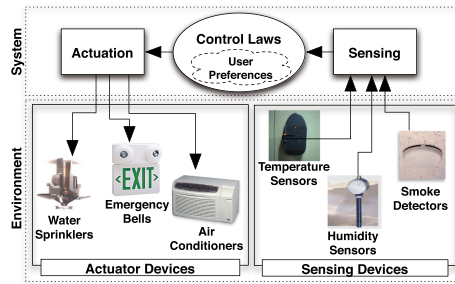 System
Actuation
Control Laws
User
Preferences
Sensing
Environment
Water
Sprinklers
EXIT
Emergency
Bells
Air
Conditioners
Actuator Devices
Temperature
Sensors
Humidity
Sensors
Smoke
Detectors
Sensing Devices